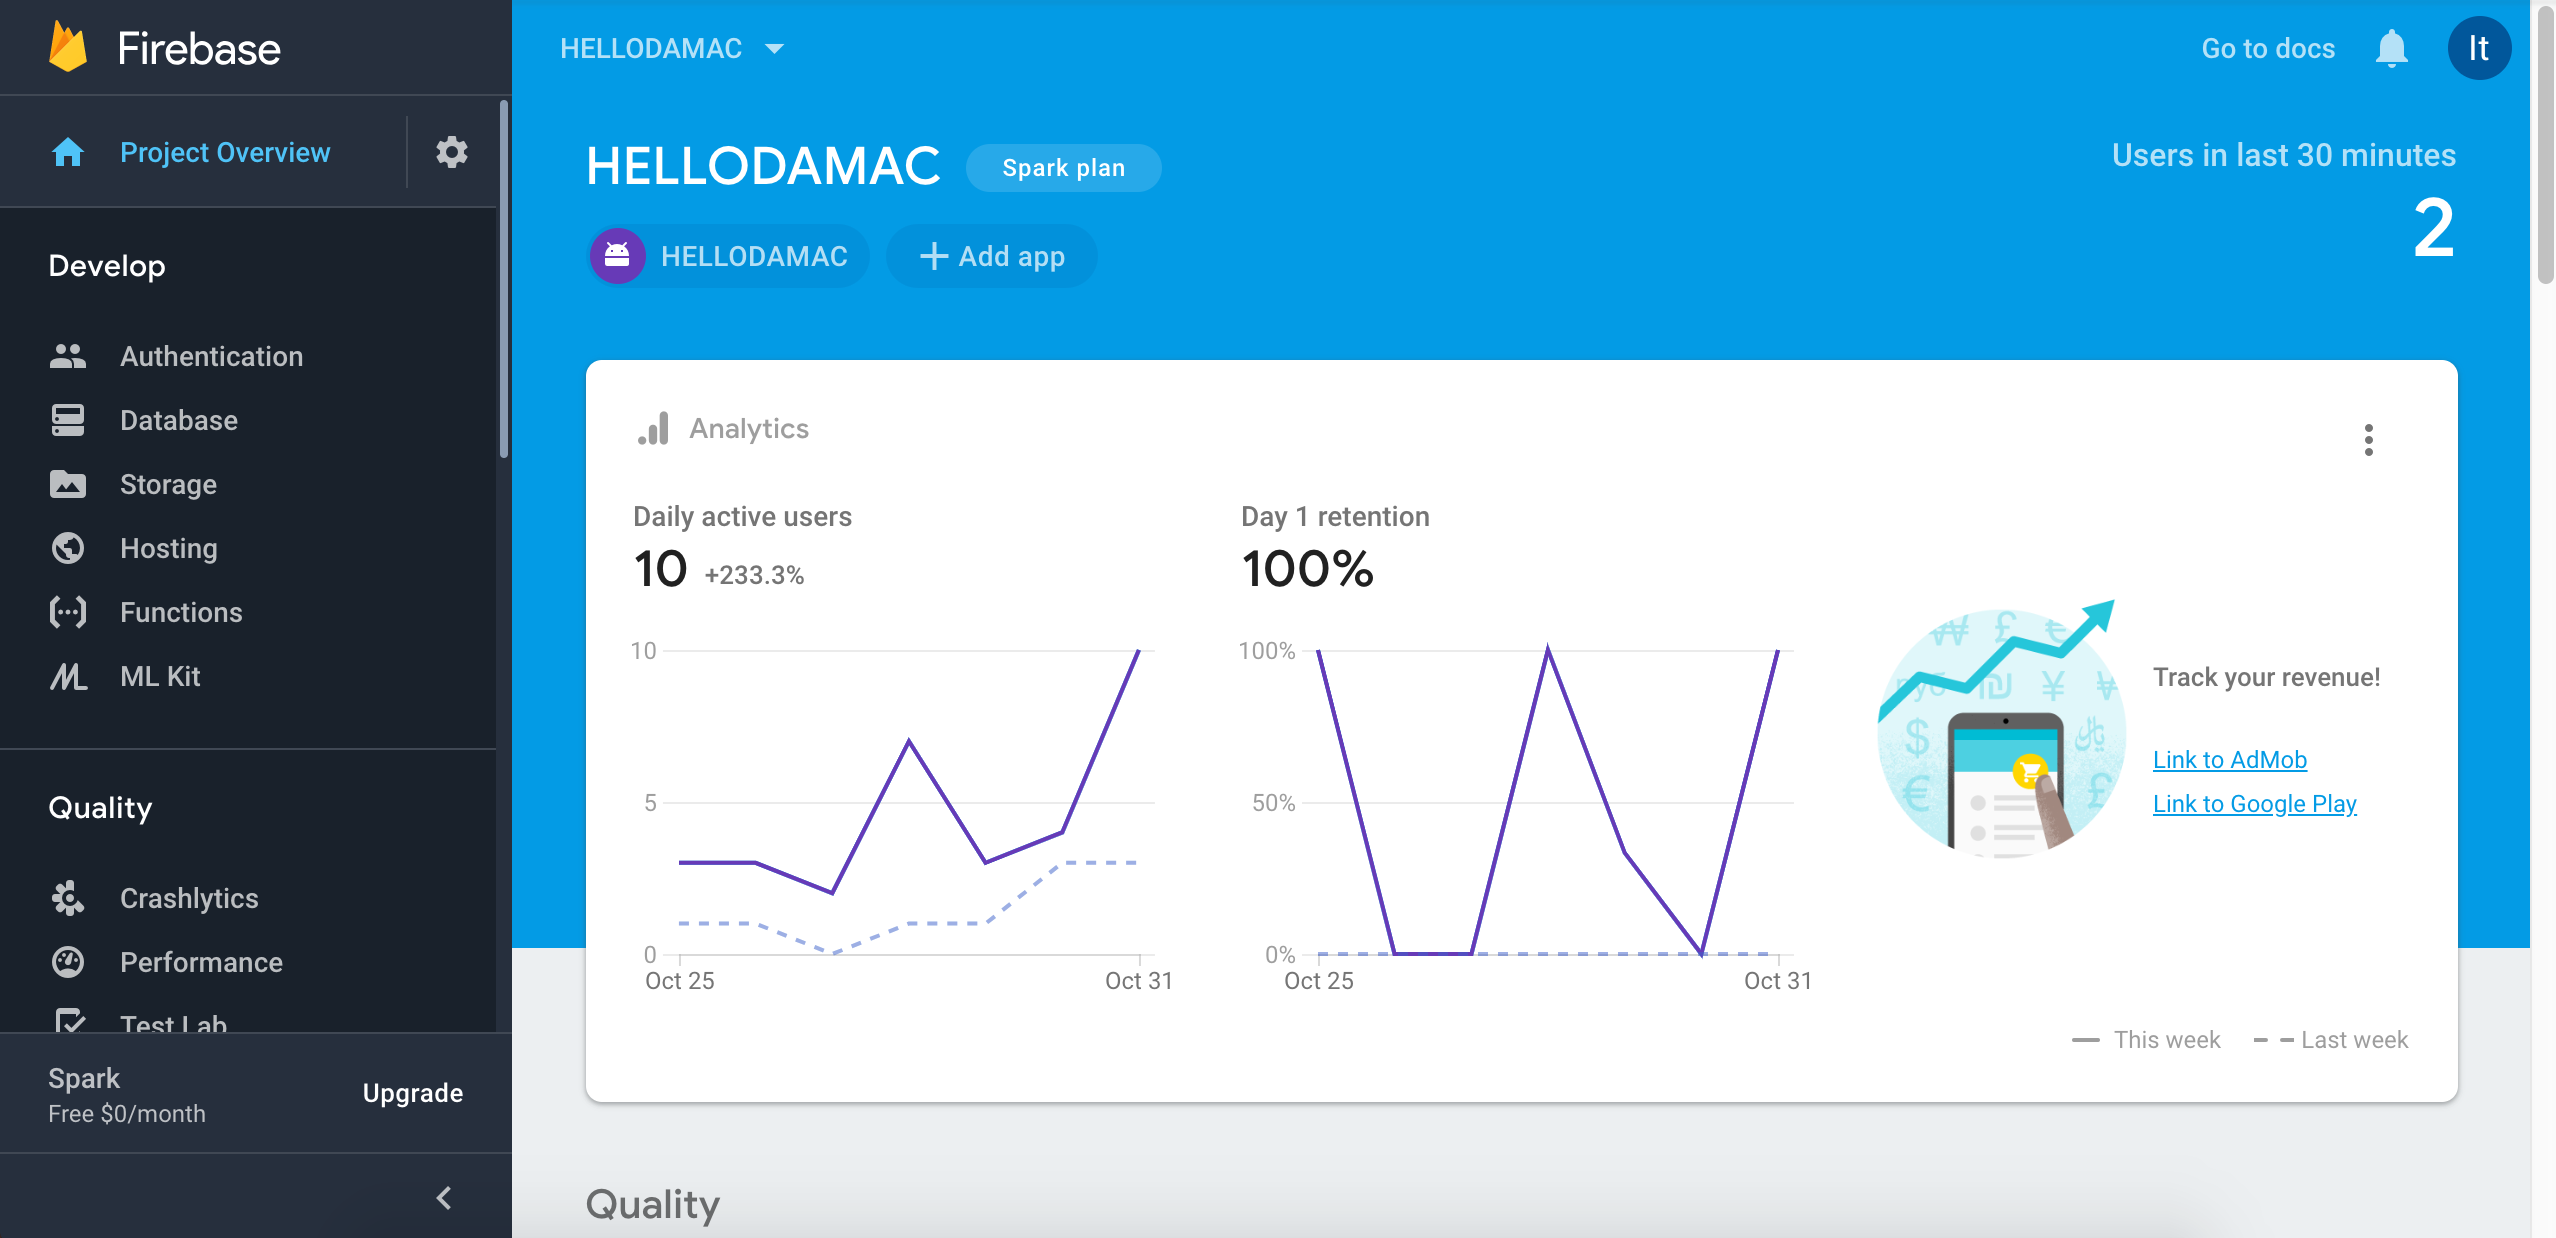 Firebase
Project Overview
Develop
Authentication
Database
Storage
Hosting
Functions
ML Kit
Quality
Crashlytics
Performance
Test Lab
Spark
Free $0/month
Upgrade
HELLODAMAC
Go to docs
It
HELLODAMAC
Spark plan
HELLODAMAC
Add app
Users in last 30 minutes
2
Analytics
Daily active users
10 +233.3%
10
5
0
Oct 25
Oct 31
Day 1 retention
100%
100%
50%
0%
Oct 25
Oct 31
Track your revenue!
Link to AdMob
Link to Google Play
This week
Last week
Quality